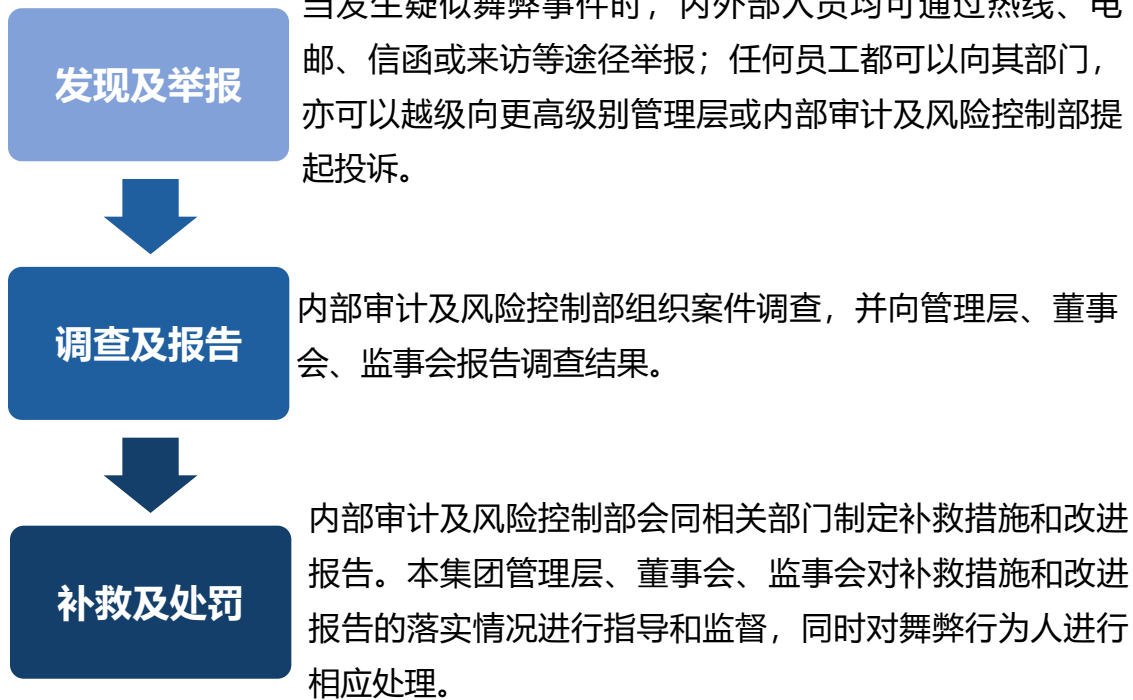 当发生疑似舞弊事件时，内外部人员均可通过热线、电
发现及举报
邮、信函或来访等途径举报；任何员工都可以向其部门，
亦可以越级向更高级别管理层或内部审计及风险控制部提
起投诉。
调查及报告
内部审计及风险控制部组织案件调查，并向管理层、董事
会、监事会报告调查结果。
补救及处罚
内部审计及风险控制部会同相关部门制定补救措施和改进
报告。本集团管理层、董事会、监事会对补救措施和改进
报告的落实情况进行指导和监督，同时对舞弊行为人进行
相应处理。